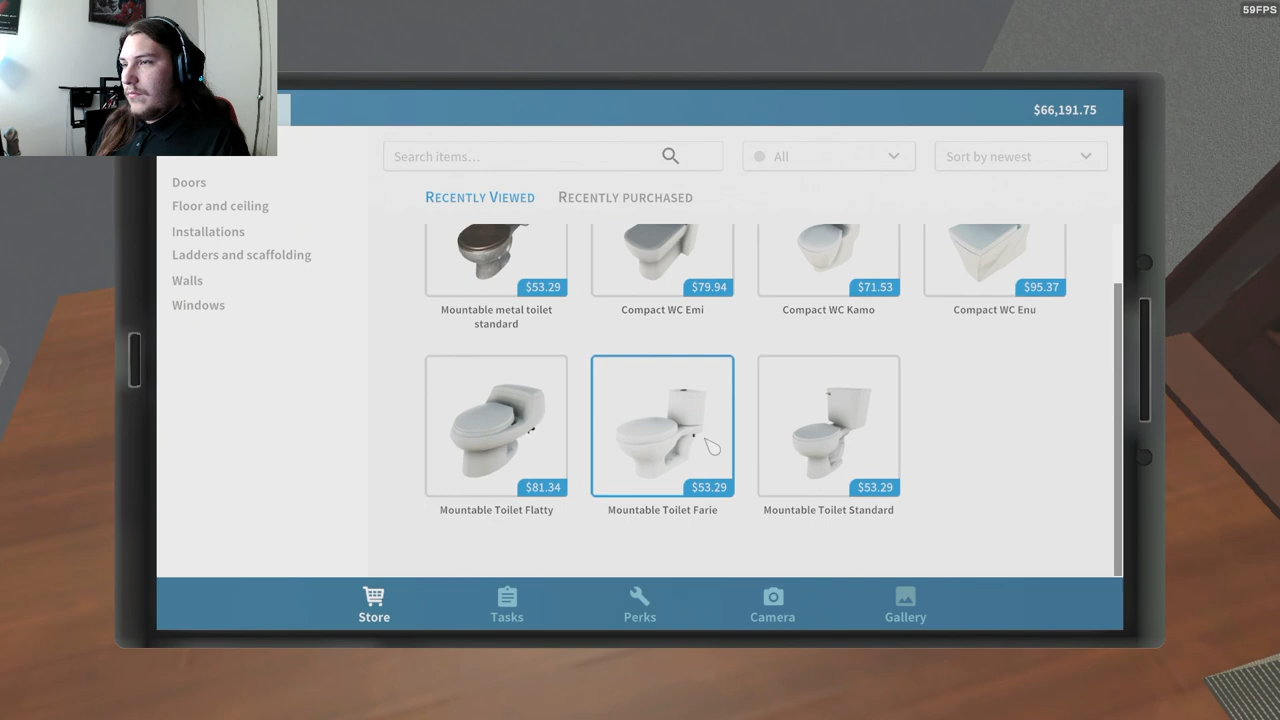 59FPS
$66,191.75
Search items...
All
Sort by newest
RECENTLY VIEWED
RECENTLY PURCHASED
Doors
Floor and ceiling
Installations
Ladders and scaffolding
Walls
Windows
$53.29
$79.94
$71.53
$95.37
Mountable metal toilet
standard
Compact WC Emi
Compact WC Kamo
Compact WC Enu
$81.34
$53.29
$53.29
Mountable Toilet Flatty
Mountable Toilet Farie
Mountable Toilet Standard
Store
Tasks
Perks
Camera
Gallery